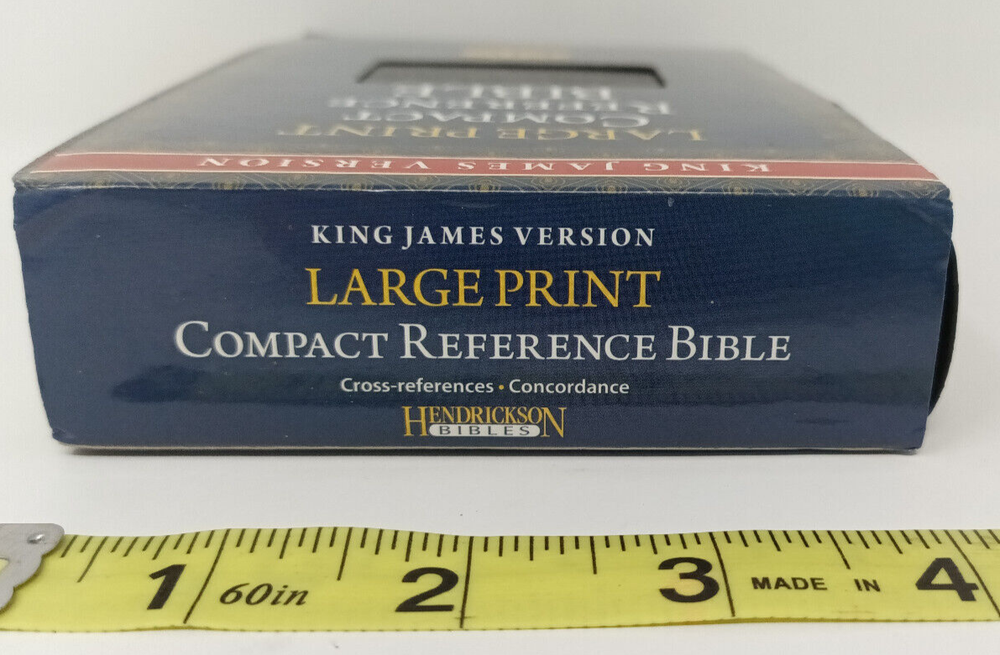 LARGE PRINT
COMPACT
REFERENCE
BIBLE
KING JAMES VERSION
KING JAMES VERSION
LARGE PRINT
COMPACT REFERENCE BIBLE
Cross-references • Concordance
HENDRICKSON
BIBLES
1 60in 2 3 MADE IN 4